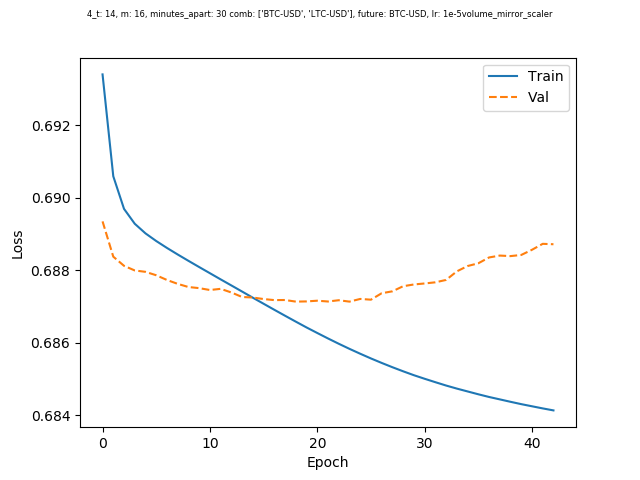 4_t: 14, m: 16, minutes_apart: 30 comb: ['BTC-USD', 'LTC-USD'], future: BTC-USD, lr: 1e-5volume_mirror_scaler
Train
Val
0.692
0.690
0.688
0.686
0.684
Loss
0 10 20 30 40
Epoch